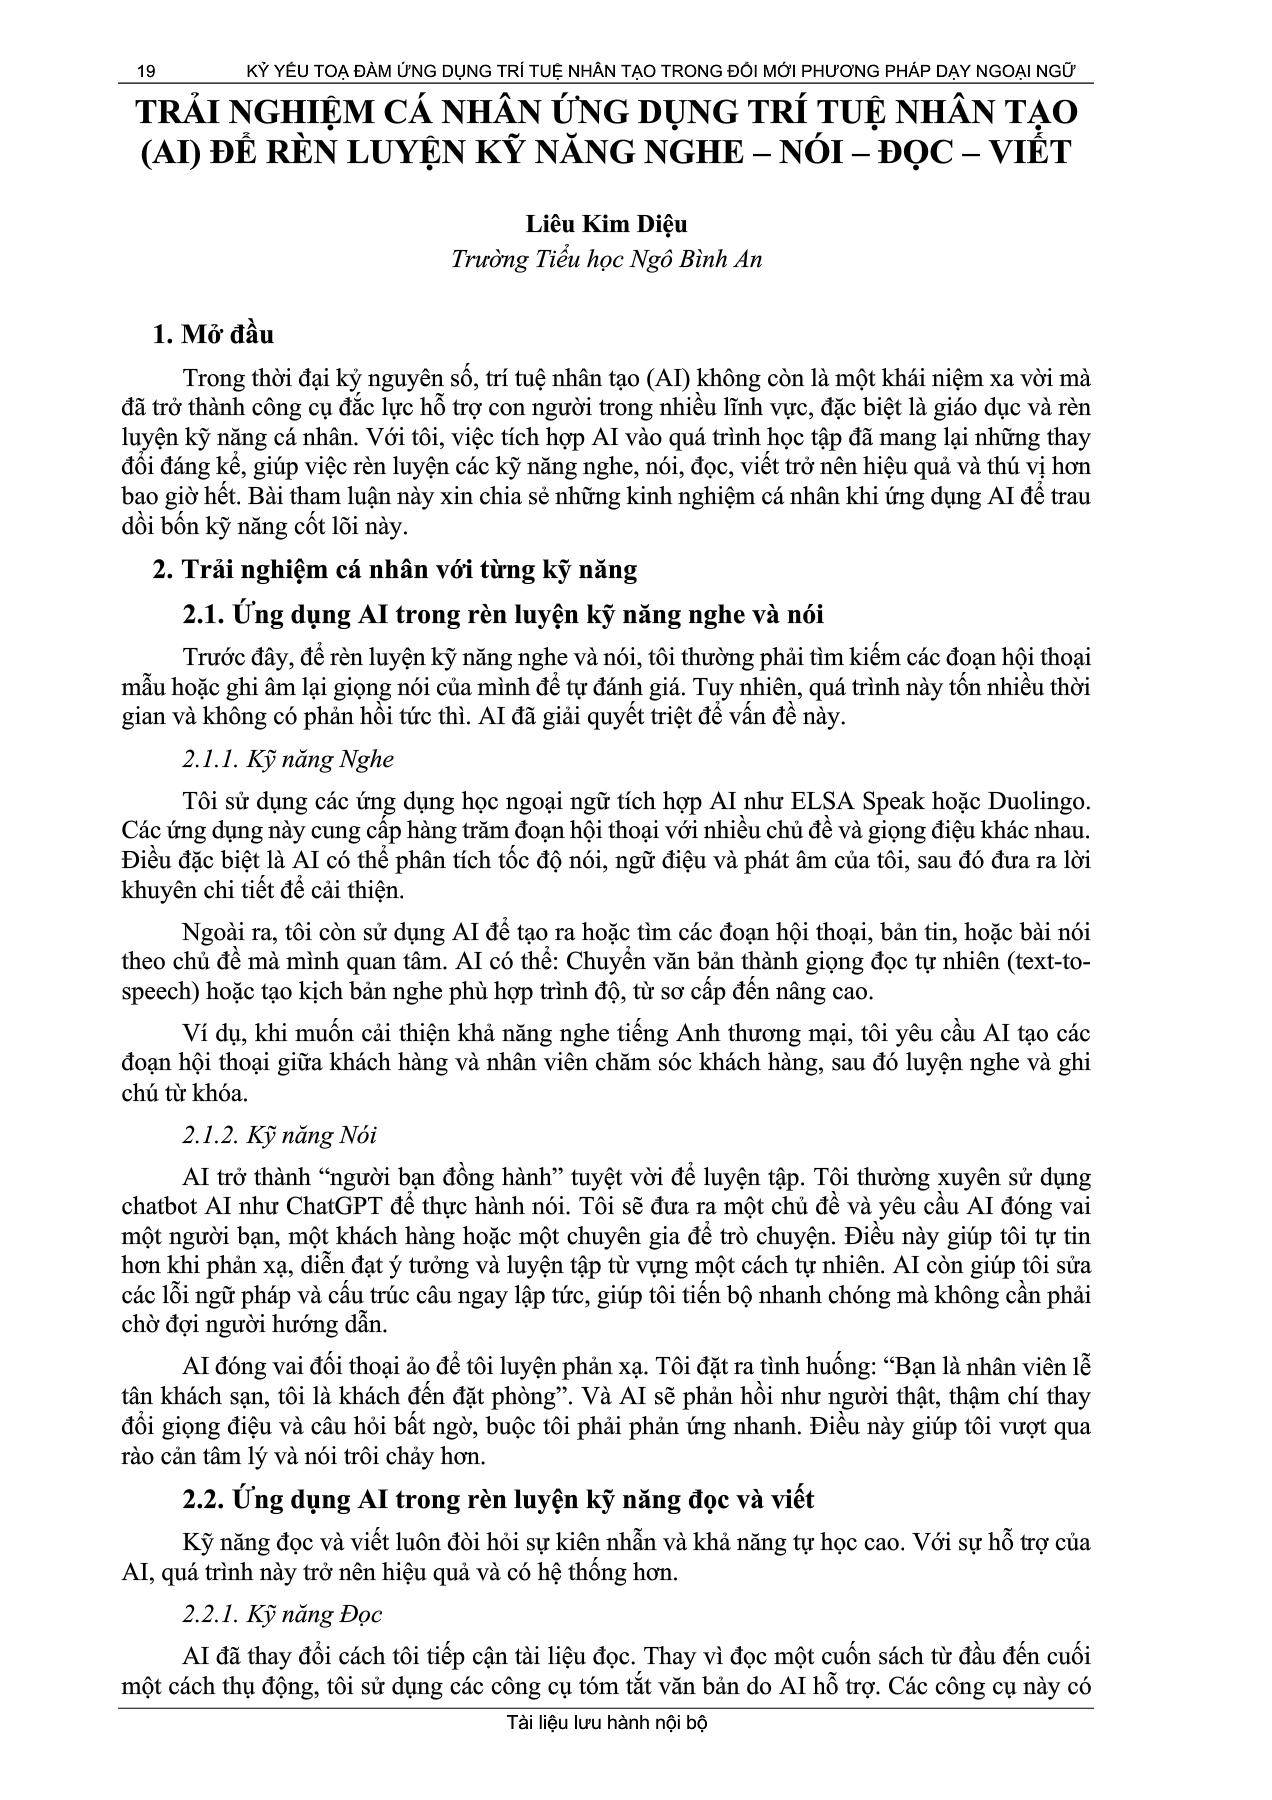 19 KỶ YẾU TOẠ ĐÀM ỨNG DỤNG TRÍ TUỆ NHÂN TẠO TRONG ĐỔI MỚI PHƯƠNG PHÁP DẠY NGOẠI NGỮ
TRẢI NGHIỆM CÁ NHÂN ỨNG DỤNG TRÍ TUỆ NHÂN TẠO
(AI) ĐỂ RÈN LUYỆN KỸ NĂNG NGHE – NÓI – ĐỌC – VIẾT
Liêu Kim Diệu
Trường Tiểu học Ngô Bình An
1. Mở đầu
Trong thời đại kỷ nguyên số, trí tuệ nhân tạo (AI) không còn là một khái niệm xa vời mà
đã trở thành công cụ đắc lực hỗ trợ con người trong nhiều lĩnh vực, đặc biệt là giáo dục và rèn
luyện kỹ năng cá nhân. Với tôi, việc tích hợp AI vào quá trình học tập đã mang lại những thay
đổi đáng kể, giúp việc rèn luyện các kỹ năng nghe, nói, đọc, viết trở nên hiệu quả và thú vị hơn
bao giờ hết. Bài tham luận này xin chia sẻ những kinh nghiệm cá nhân khi ứng dụng AI để trau
dồi bốn kỹ năng cốt lõi này.
2. Trải nghiệm cá nhân với từng kỹ năng
2.1. Ứng dụng AI trong rèn luyện kỹ năng nghe và nói
Trước đây, để rèn luyện kỹ năng nghe và nói, tôi thường phải tìm kiếm các đoạn hội thoại
mẫu hoặc ghi âm lại giọng nói của mình để tự đánh giá. Tuy nhiên, quá trình này tốn nhiều thời
gian và không có phản hồi tức thì. AI đã giải quyết triệt để vấn đề này.
2.1.1. Kỹ năng Nghe
Tôi sử dụng các ứng dụng học ngoại ngữ tích hợp AI như ELSA Speak hoặc Duolingo.
Các ứng dụng này cung cấp hàng trăm đoạn hội thoại với nhiều chủ đề và giọng điệu khác nhau.
Điều đặc biệt là AI có thể phân tích tốc độ nói, ngữ điệu và phát âm của tôi, sau đó đưa ra lời
khuyên chi tiết để cải thiện.
Ngoài ra, tôi còn sử dụng AI để tạo ra hoặc tìm các đoạn hội thoại, bản tin, hoặc bài nói
theo chủ đề mà mình quan tâm. AI có thể: Chuyển văn bản thành giọng đọc tự nhiên (text-to-
speech) hoặc tạo kịch bản nghe phù hợp trình độ, từ sơ cấp đến nâng cao.
Ví dụ, khi muốn cải thiện khả năng nghe tiếng Anh thương mại, tôi yêu cầu AI tạo các
đoạn hội thoại giữa khách hàng và nhân viên chăm sóc khách hàng, sau đó luyện nghe và ghi
chú từ khóa.
2.1.2. Kỹ năng Nói
AI trở thành “người bạn đồng hành” tuyệt vời để luyện tập. Tôi thường xuyên sử dụng
chatbot AI như ChatGPT để thực hành nói. Tôi sẽ đưa ra một chủ đề và yêu cầu AI đóng vai
một người bạn, một khách hàng hoặc một chuyên gia để trò chuyện. Điều này giúp tôi tự tin
hơn khi phản xạ, diễn đạt ý tưởng và luyện tập từ vựng một cách tự nhiên. AI còn giúp tôi sửa
các lỗi ngữ pháp và cấu trúc câu ngay lập tức, giúp tôi tiến bộ nhanh chóng mà không cần phải
chờ đợi người hướng dẫn.
AI đóng vai đối thoại ảo để tôi luyện phản xạ. Tôi đặt ra tình huống: “Bạn là nhân viên lễ
tân khách sạn, tôi là khách đến đặt phòng”. Và AI sẽ phản hồi như người thật, thậm chí thay
đổi giọng điệu và câu hỏi bất ngờ, buộc tôi phải phản ứng nhanh. Điều này giúp tôi vượt qua
rào cản tâm lý và nói trôi chảy hơn.
2.2. Ứng dụng AI trong rèn luyện kỹ năng đọc và viết
Kỹ năng đọc và viết luôn đòi hỏi sự kiên nhẫn và khả năng tự học cao. Với sự hỗ trợ của
AI, quá trình này trở nên hiệu quả và có hệ thống hơn.
2.2.1. Kỹ năng Đọc
AI đã thay đổi cách tôi tiếp cận tài liệu đọc. Thay vì đọc một cuốn sách từ đầu đến cuối
một cách thụ động, tôi sử dụng các công cụ tóm tắt văn bản do AI hỗ trợ. Các công cụ này có
Tài liệu lưu hành nội bộ